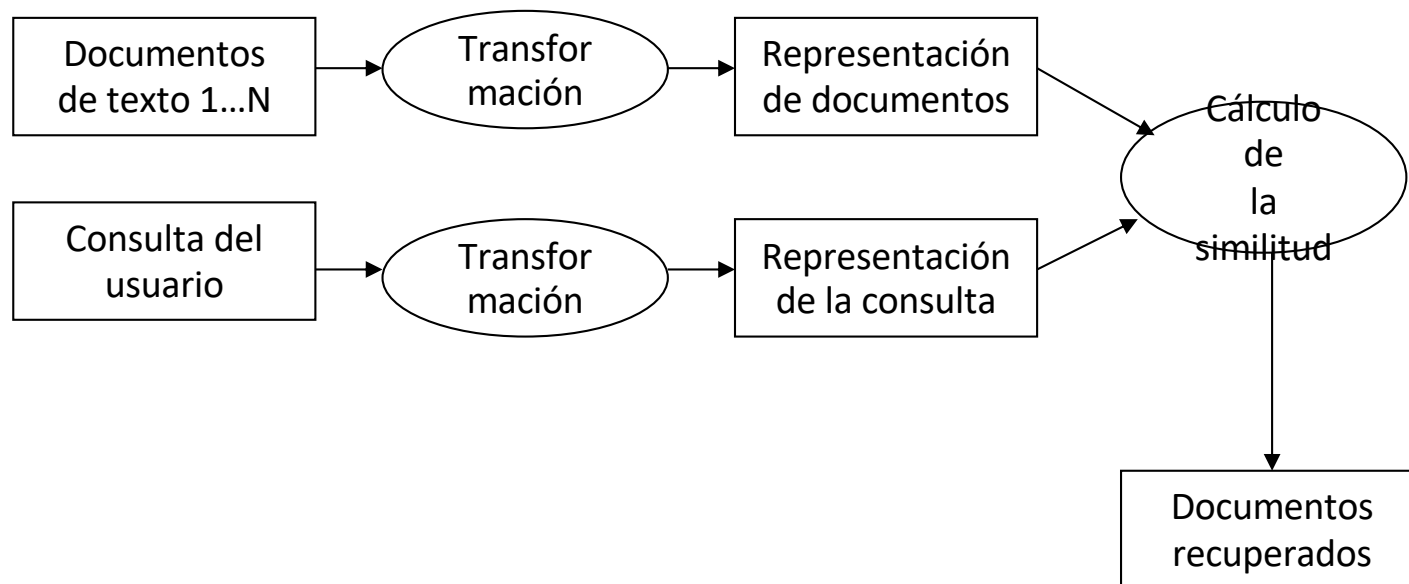 Documentos
de texto 1...N
Transfor
mación
Representación
de documentos
Cálculo
de
la
similitud
Consulta del
usuario
Transfor
mación
Representación
de la consulta
Documentos
recuperados